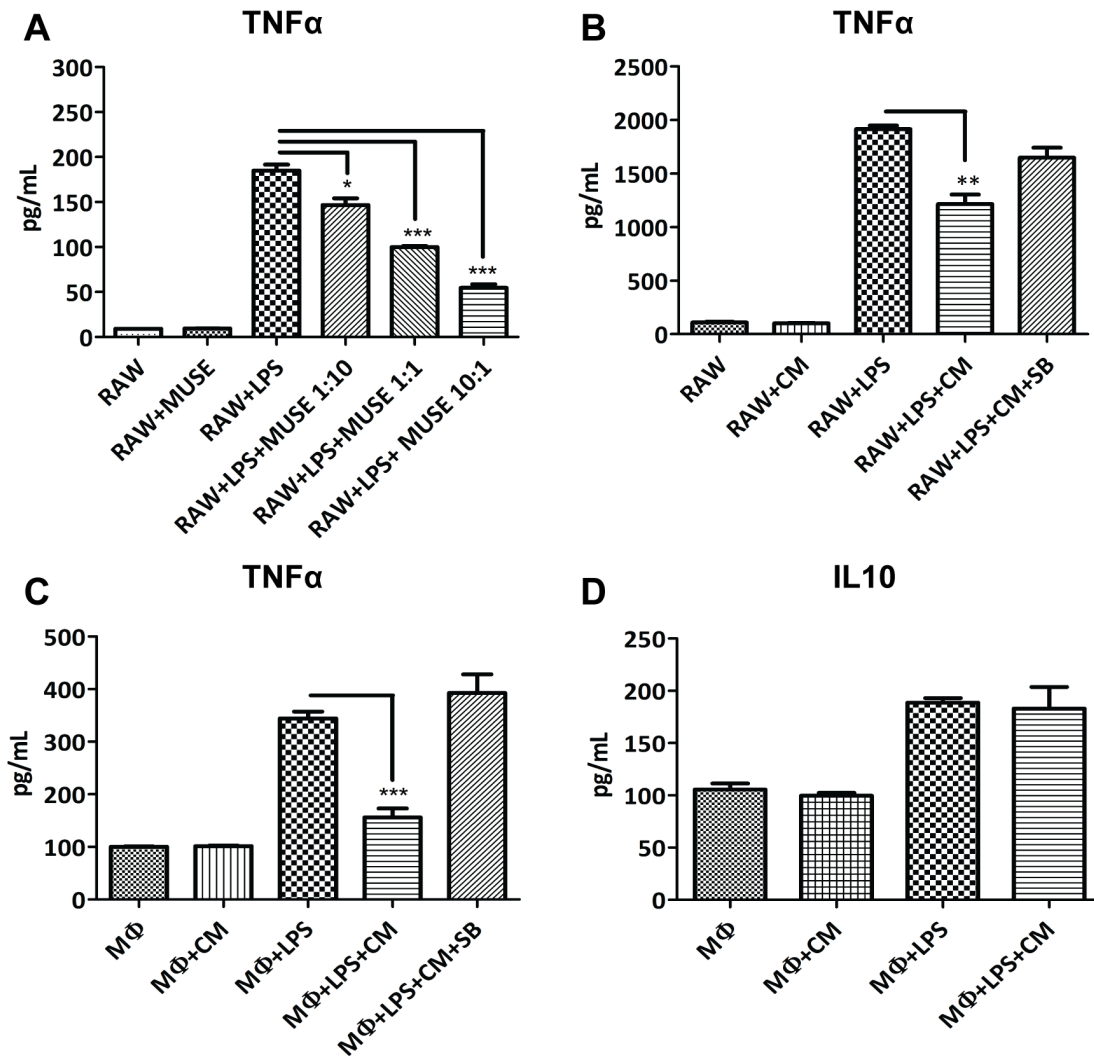 A
TNFα
pg/mL
300
250
200
150
100
50
0
*
***
***
RAW
RAW+MUSE
RAW+LPS
RAW+LPS+MUSE 1:10
RAW+LPS+MUSE 1:1
RAW+LPS+ MUSE 10:1
B
TNFα
pg/mL
2500
2000
1500
1000
500
0
**
RAW
RAW+CM
RAW+LPS
RAW+LPS+CM
RAW+LPS+CM+SB
C
TNFα
pg/mL
500
400
300
200
100
0
***
MΦ
MΦ+CM
MΦ+LPS
MΦ+LPS+CM
MΦ+LPS+CM+SB
D
IL10
pg/mL
250
200
150
100
50
0
MΦ
MΦ+CM
MΦ+LPS
MΦ+LPS+CM